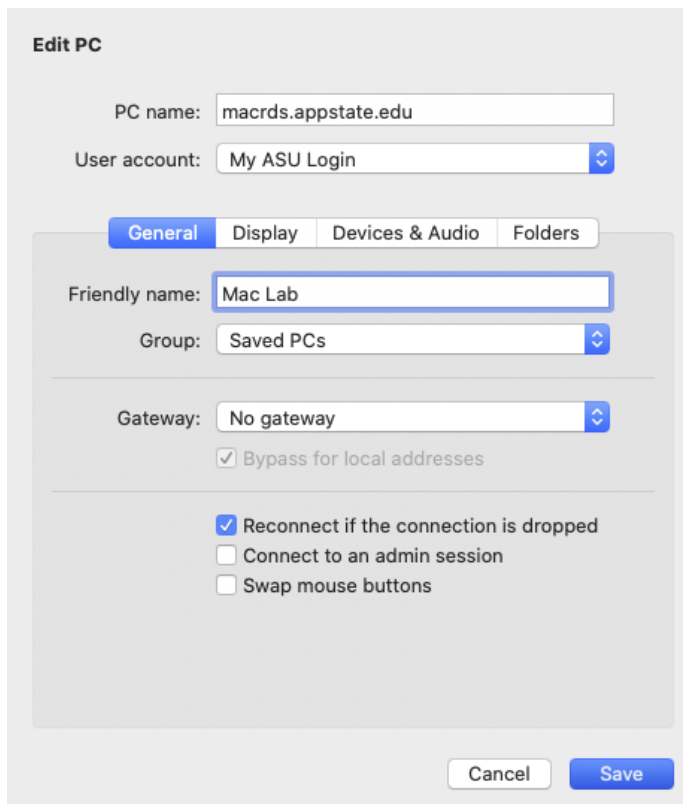 Edit PC
PC name: macrds.appstate.edu
User account: My ASU Login
General Display Devices & Audio Folders
Friendly name: Mac Lab
Group: Saved PCs
Gateway: No gateway
Bypass for local addresses
Reconnect if the connection is dropped
Connect to an admin session
Swap mouse buttons
Cancel Save